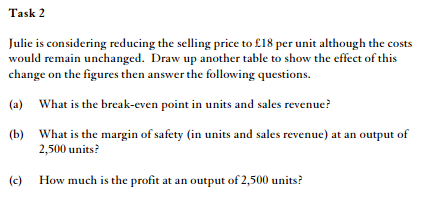 Task 2
Julie is considering reducing the selling price to £18 per unit although the costs
would remain unchanged. Draw up another table to show the effect of this
change on the figures then answer the following questions.
(a) What is the break-even point in units and sales revenue?
(b) What is the margin of safety (in units and sales revenue) at an output of
2,500 units?
(c) How much is the profit at an output of 2,500 units?